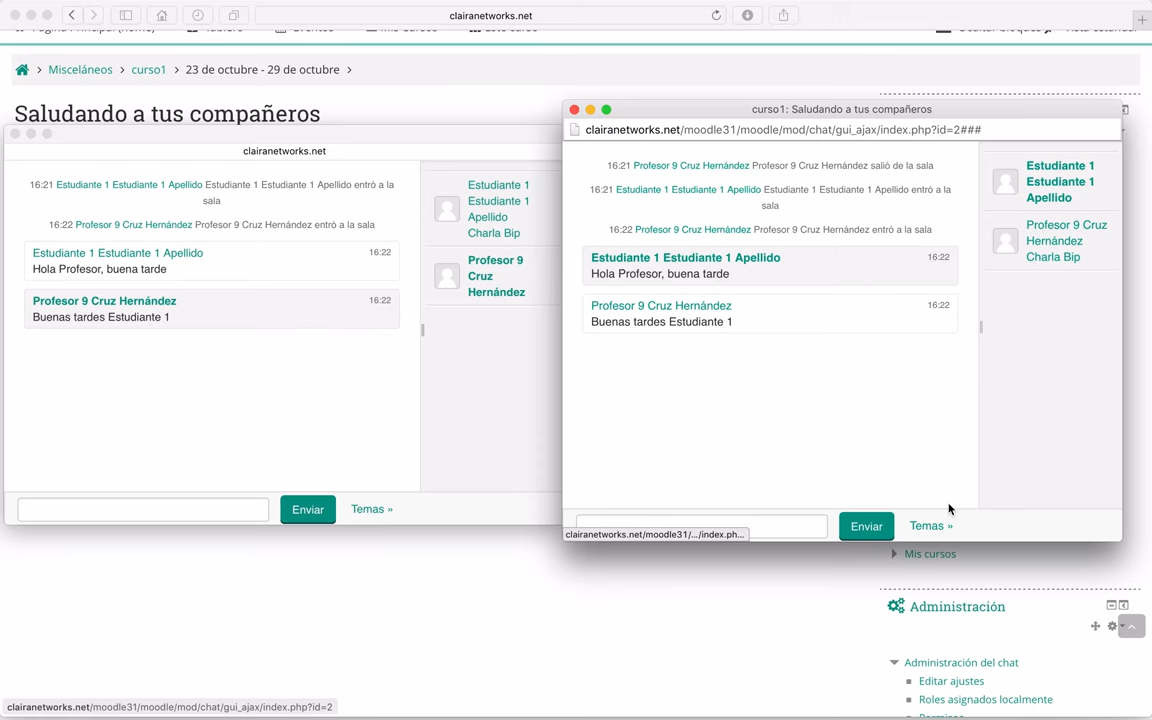 clairanetworks.net
Misceláneos
curso1
23 de octubre - 29 de octubre
Saludando a tus compañeros
clairanetworks.net
16:21 Estudiante 1 Estudiante 1 Apellido Estudiante 1 Estudiante 1 Apellido entró a la
sala
16:22 Profesor 9 Cruz Hernández Profesor 9 Cruz Hernández entró a la sala
Estudiante 1 Estudiante 1 Apellido 16:22
Hola Profesor, buena tarde
Profesor 9 Cruz Hernández 16:22
Buenas tardes Estudiante 1
Estudiante 1
Estudiante 1
Apellido
Charla Bip
Profesor 9
Cruz
Hernández
Enviar
Temas »
curso1: Saludando a tus compañeros
clairanetworks.net/moodle31/moodle/mod/chat/gui_ajax/index.php?id=2###
16:21 Profesor 9 Cruz Hernández Profesor 9 Cruz Hernández salió de la sala
16:21 Estudiante 1 Estudiante 1 Apellido Estudiante 1 Estudiante 1 Apellido entró a la
sala
16:22 Profesor 9 Cruz Hernández Profesor 9 Cruz Hernández entró a la sala
Estudiante 1 Estudiante 1 Apellido 16:22
Hola Profesor, buena tarde
Profesor 9 Cruz Hernández 16:22
Buenas tardes Estudiante 1
Estudiante 1
Estudiante 1
Apellido
Profesor 9 Cruz
Hernández
Charla Bip
Enviar
Temas »
clairanetworks.net/moodle31/.../index.ph...
Mis cursos
Administración
Administración del chat
Editar ajustes
Roles asignados localmente
clairanetworks.net/moodle31/moodle/mod/chat/gui_ajax/index.php?id=2